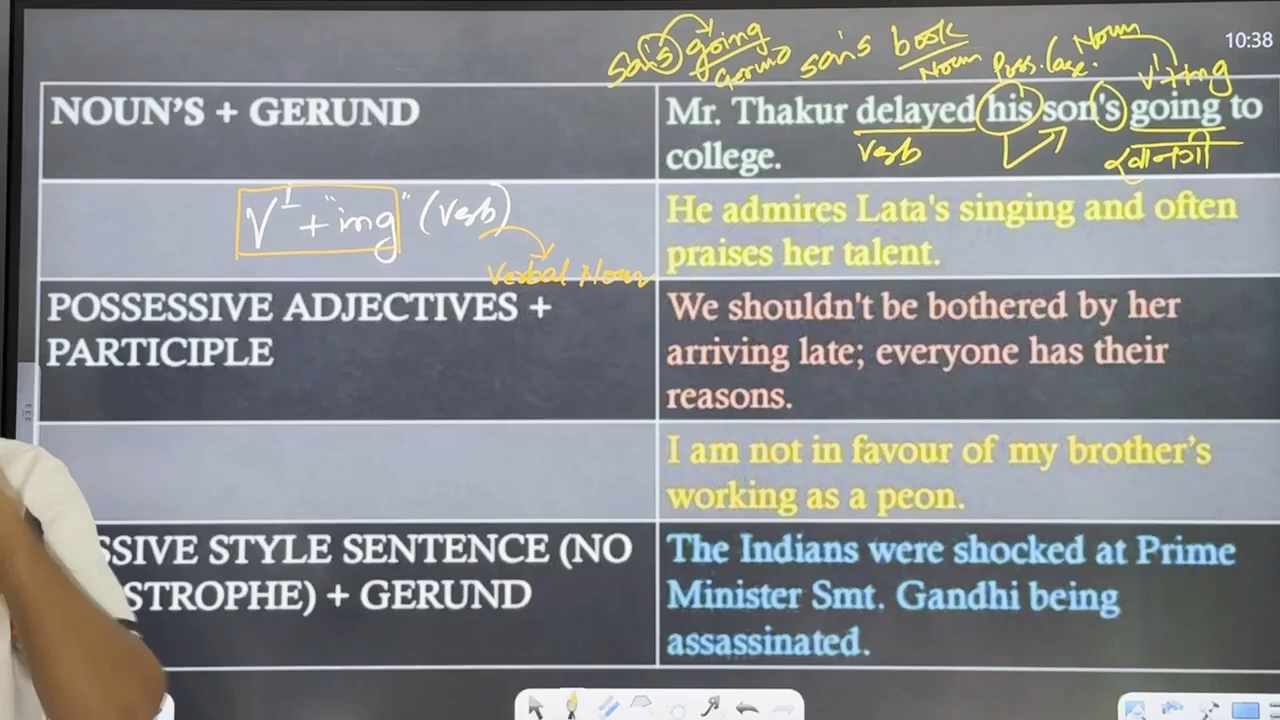 10:38
son's going son's book Noun
Gerund Noun Poss. Case. V¹+ing
NOUN'S + GERUND
Mr. Thakur delayed his son's going to
college.
verb रवानगी
V¹ + "ing" (verb)
Verbal Noun
He admires Lata's singing and often
praises her talent.
POSSESSIVE ADJECTIVES +
PARTICIPLE
We shouldn't be bothered by her
arriving late; everyone has their
reasons.
I am not in favour of my brother's
working as a peon.
SSIVE STYLE SENTENCE (NO
STROPHE) + GERUND
The Indians were shocked at Prime
Minister Smt. Gandhi being
assassinated.